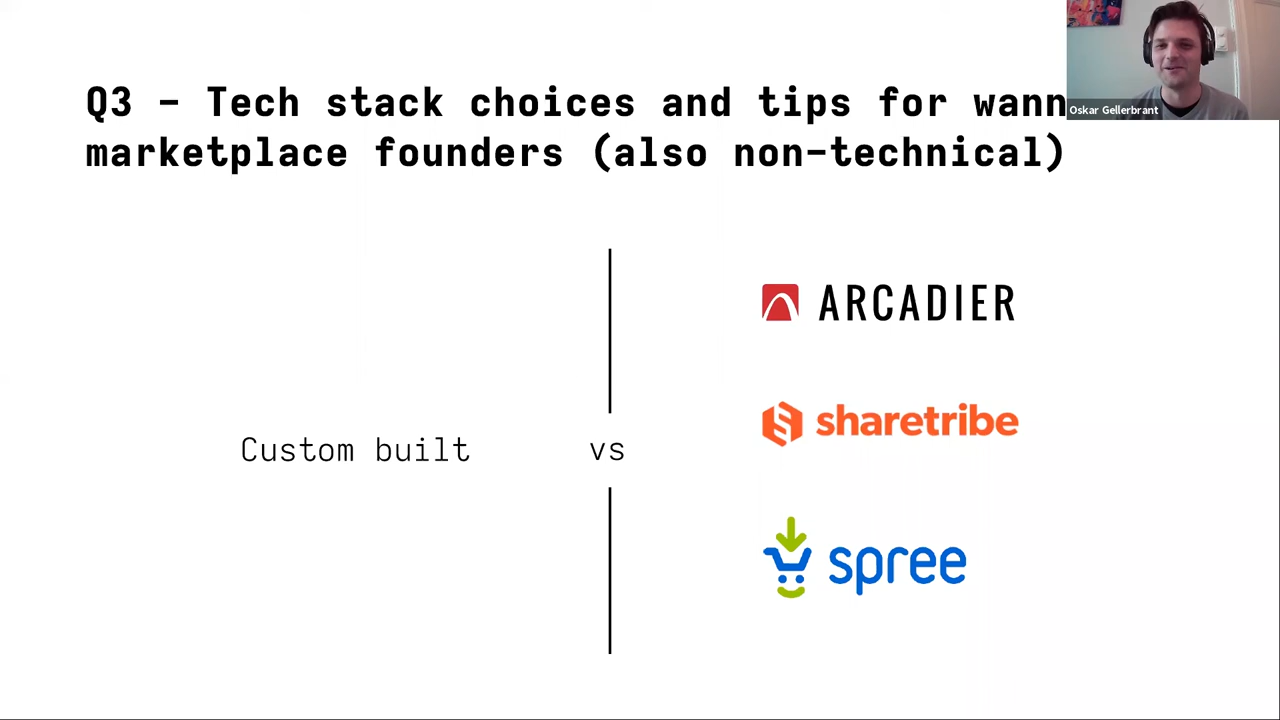 Q3 - Tech stack choices and tips for wann
marketplace founders (also non-technical)
Oskar Gellerbrant
Custom built
vs
ARCADIER
sharetribe
spree